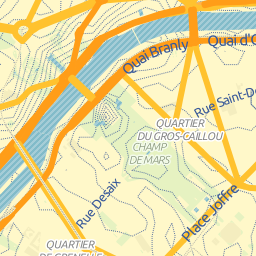 Quai Branly
Quai d'O
Rue Saint-Do
QUARTIER
DU GROS-CAILLOU
CHAMP
DE MARS
Rue Desaix
Place Joffre
QUARTIER
DE GRENELLE